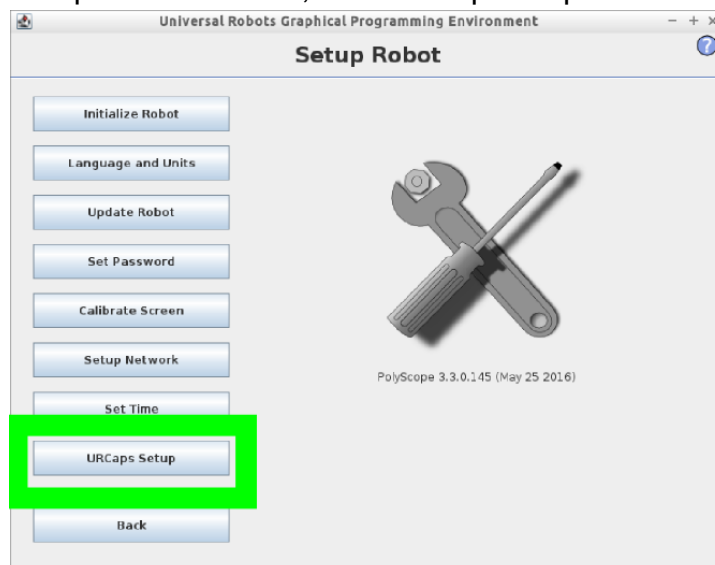 Universal Robots Graphical Programming Environment
Setup Robot
?
Initialize Robot
Language and Units
Update Robot
Set Password
Calibrate Screen
Setup Network
PolyScope 3.3.0.145 (May 25 2016)
Set Time
URCaps Setup
Back